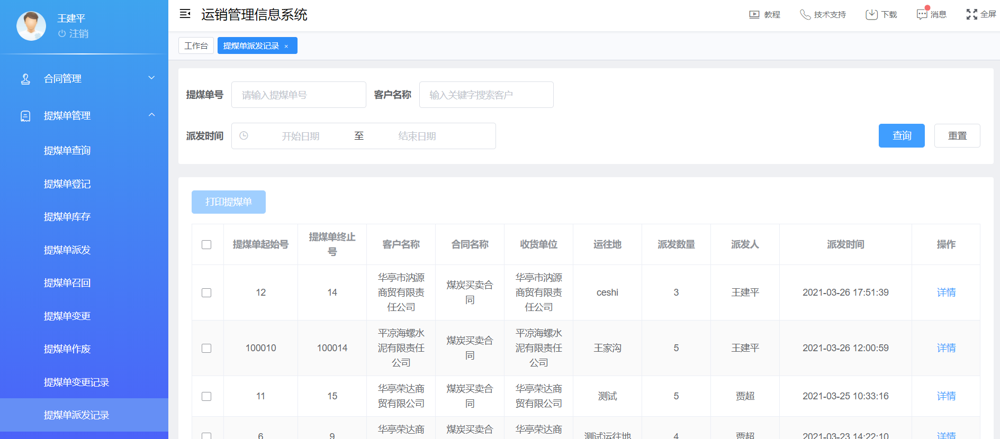 王建平
注销
合同管理
提煤单管理
提煤单查询
提煤单登记
提煤单库存
提煤单派发
提煤单召回
提煤单变更
提煤单作废
提煤单变更记录
提煤单派发记录
运销管理信息系统
教程
技术支持
下载
消息
全屏
工作台
提煤单派发记录 ×
提煤单号 请输入提煤单号 客户名称 输入关键字搜索客户
派发时间 开始日期 至 结束日期 查询 重置
打印提煤单
提煤单起始号
提煤单终止
号
客户名称
合同名称
收货单位
运往地
派发数量
派发人
派发时间
操作
12
14
华亭市汭源
商贸有限责
任公司
煤炭买卖合
同
华亭市汭源
商贸有限责
任公司
ceshi
3
王建平
2021-03-26 17:51:39
详情
100010
100014
平凉海螺水
泥有限责任
公司
煤炭买卖合
同
平凉海螺水
泥有限责任
公司
王家沟
5
王建平
2021-03-26 12:00:59
详情
11
15
华亭荣达商
贸有限公司
煤炭买卖合
同
华亭荣达商
贸有限公司
测试
5
贾超
2021-03-25 10:33:16
详情
6
9
华亭荣达商
煤炭买卖合
华亭荣达商
测试运往地
4
贾超
2021-03-23 14:22:10
详情